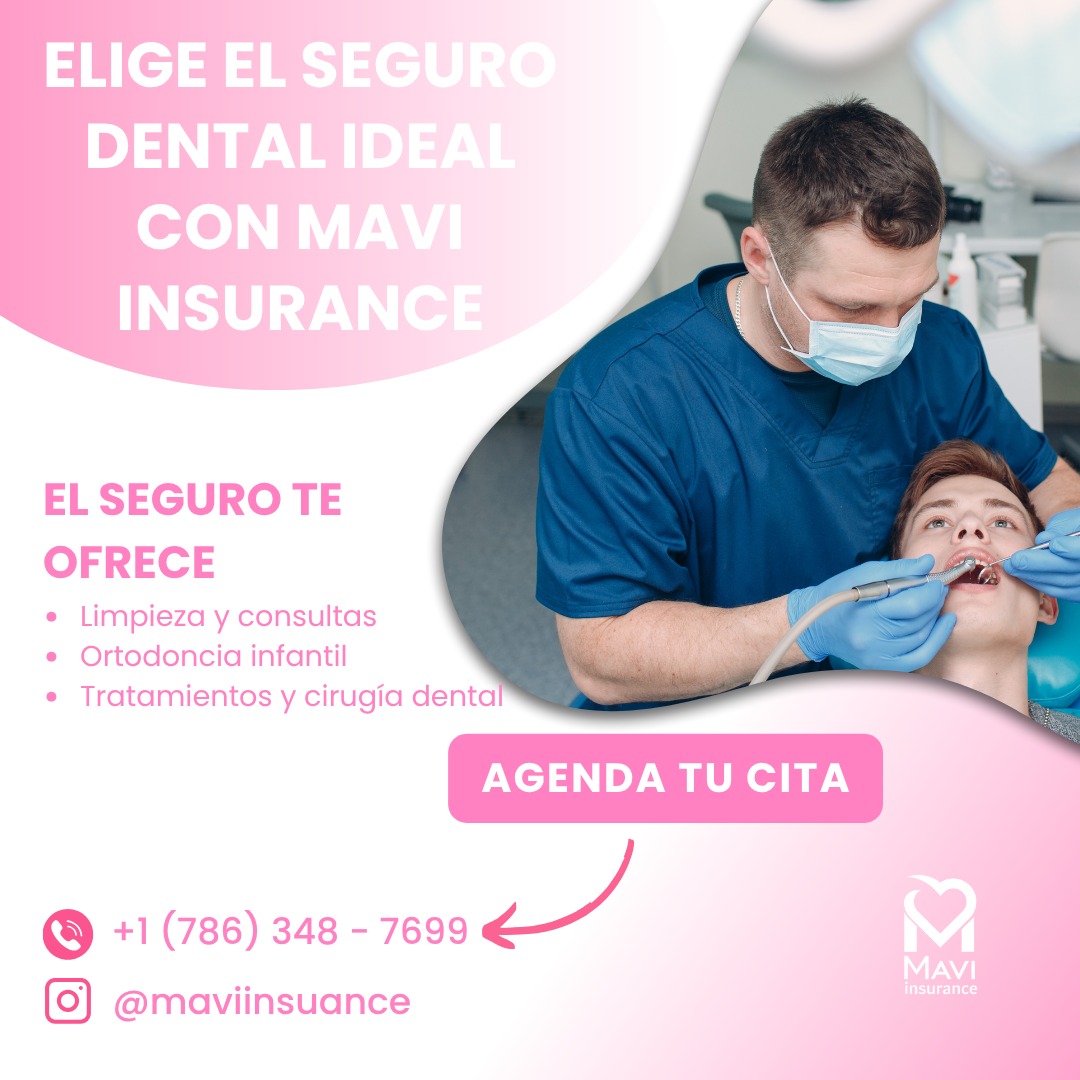 ELIGE EL SEGURO
DENTAL IDEAL
CON MAVI
INSURANCE
EL SEGURO TE
OFRECE
• Limpieza y consultas
• Ortodoncia infantil
• Tratamientos y cirugía dental
AGENDA TU CITA
+1 (786) 348 - 7699
@maviinsuance
MAVI
insurance